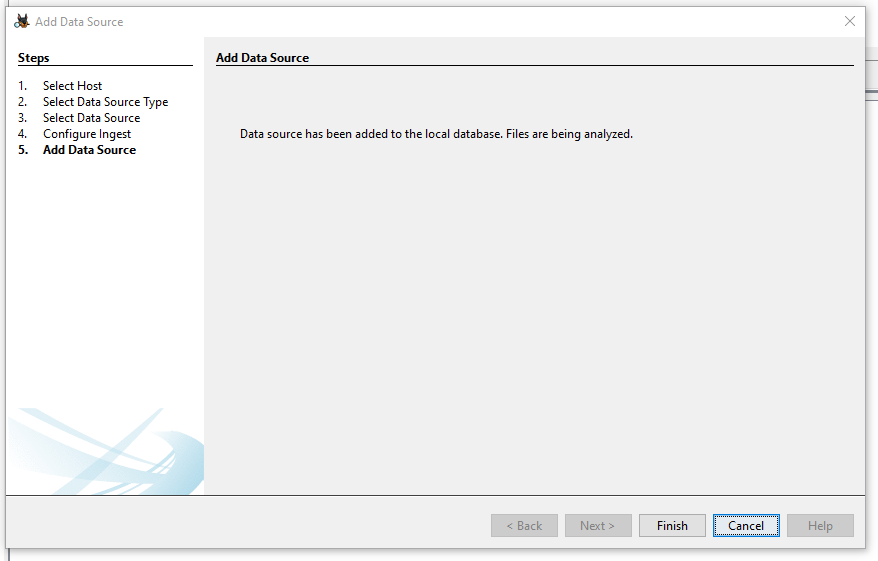 Add Data Source
Steps
1. Select Host
2. Select Data Source Type
3. Select Data Source
4. Configure Ingest
5. Add Data Source
Add Data Source
Data source has been added to the local database. Files are being analyzed.
< Back Next > Finish Cancel Help